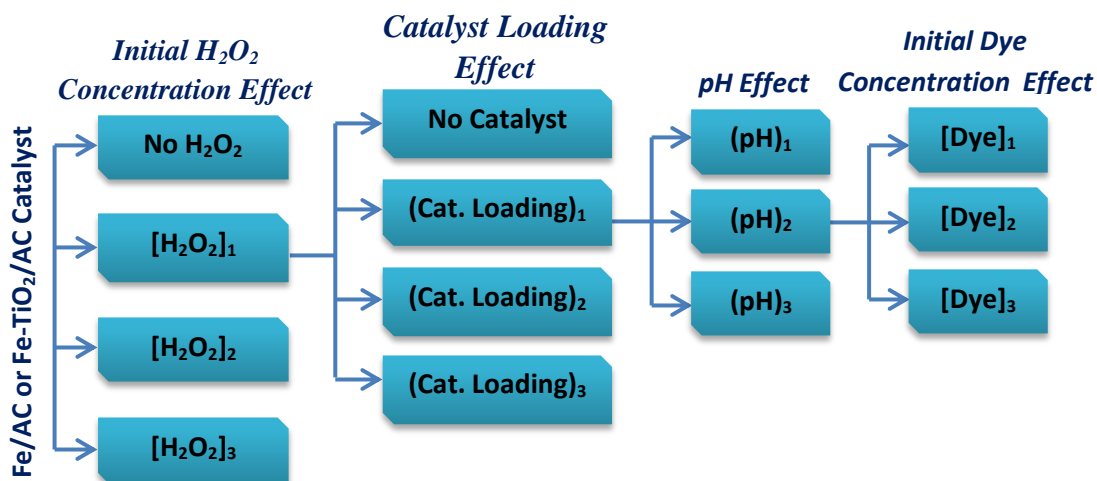 Fe/AC or Fe-TiO₂/AC Catalyst
Initial H₂O₂
Concentration Effect
No H₂O₂
[H₂O₂]₁
[H₂O₂]₂
[H₂O₂]₃
Catalyst Loading
Effect
No Catalyst
(Cat. Loading)₁
(Cat. Loading)₂
(Cat. Loading)₃
pH Effect
(pH)₁
(pH)₂
(pH)₃
Initial Dye
Concentration Effect
[Dye]₁
[Dye]₂
[Dye]₃